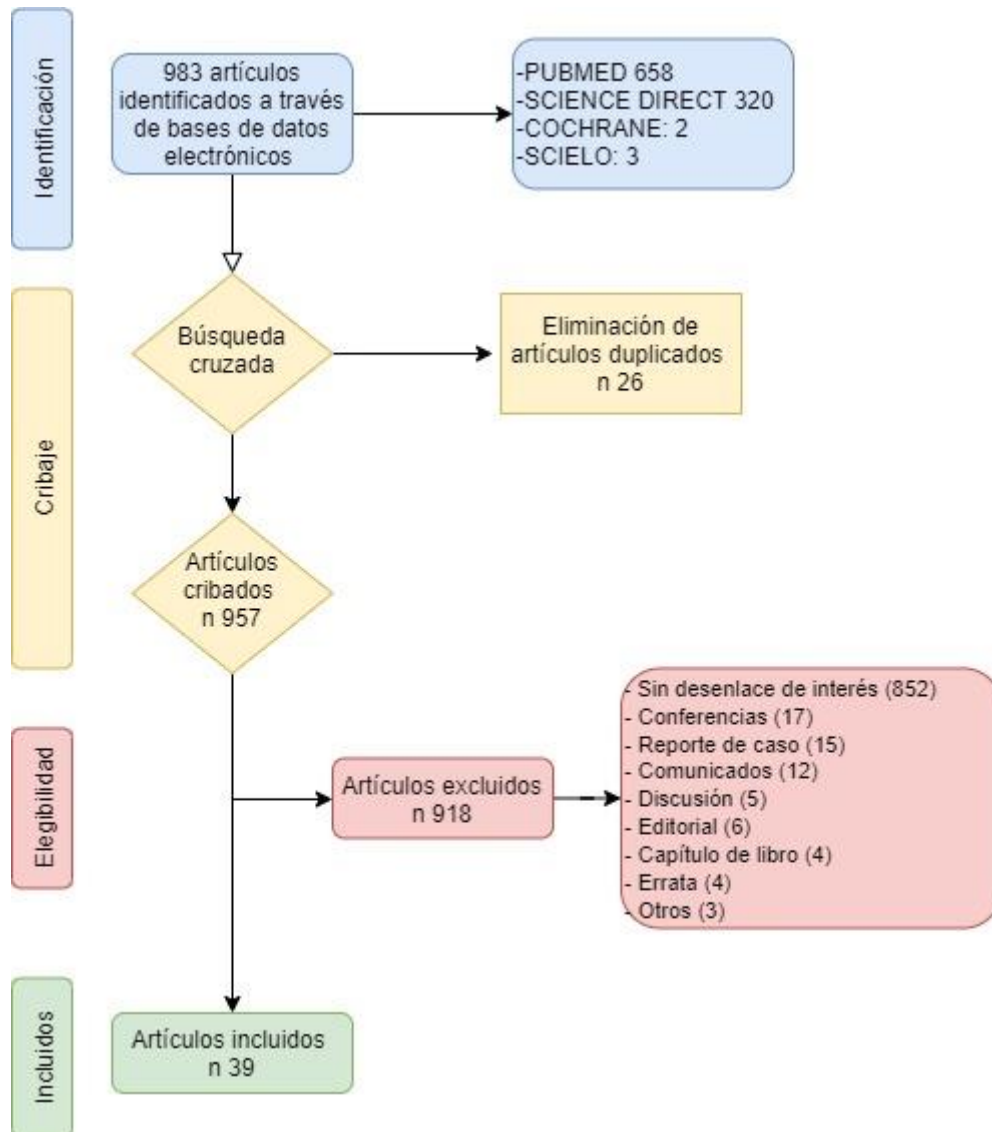 Identificación
983 artículos
identificados a través
de bases de datos
electrónicos
-PUBMED 658
-SCIENCE DIRECT 320
-COCHRANE: 2
-SCIELO: 3
Cribaje
Búsqueda
cruzada
Eliminación de
artículos duplicados
n 26
Artículos
cribados
n 957
Elegibilidad
Artículos excluidos
n 918
- Sin desenlace de interés (852)
- Conferencias (17)
- Reporte de caso (15)
- Comunicados (12)
- Discusión (5)
- Editorial (6)
- Capítulo de libro (4)
- Errata (4)
- Otros (3)
Incluidos
Artículos incluidos
n 39